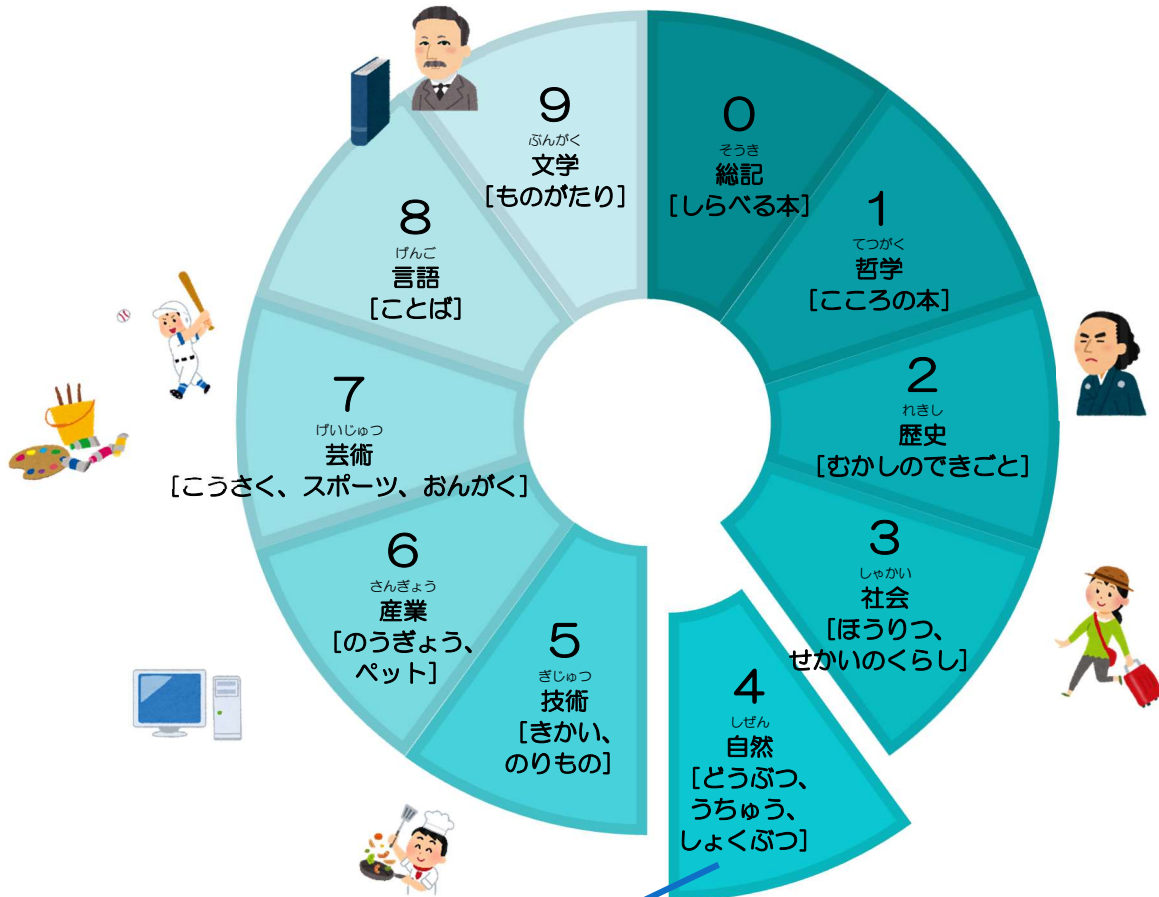 0
そうき
総記
[しらべる本]
1
てつがく
哲学
[こころの本]
2
れきし
歴史
[むかしのできごと]
3
しゃかい
社会
[ほうりつ、
せかいのくらし]
4
しぜん
自然
[どうぶつ、
うちゅう、
しょくぶつ]
5
ぎじゅつ
技術
[きかい、
のりもの]
6
さんぎょう
産業
[のうぎょう、
ペット]
7
げいじゅつ
芸術
[こうさく、スポーツ、おんがく]
8
げんご
言語
[ことば]
9
ぶんがく
文学
[ものがたり]